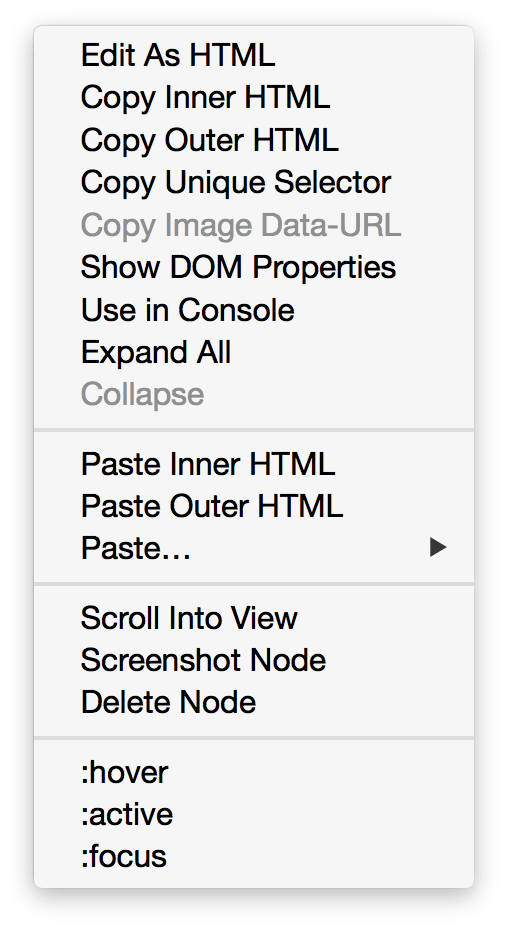 Edit As HTML
Copy Inner HTML
Copy Outer HTML
Copy Unique Selector
Copy Image Data-URL
Show DOM Properties
Use in Console
Expand All
Collapse
Paste Inner HTML
Paste Outer HTML
Paste…
Scroll Into View
Screenshot Node
Delete Node
:hover
:active
:focus